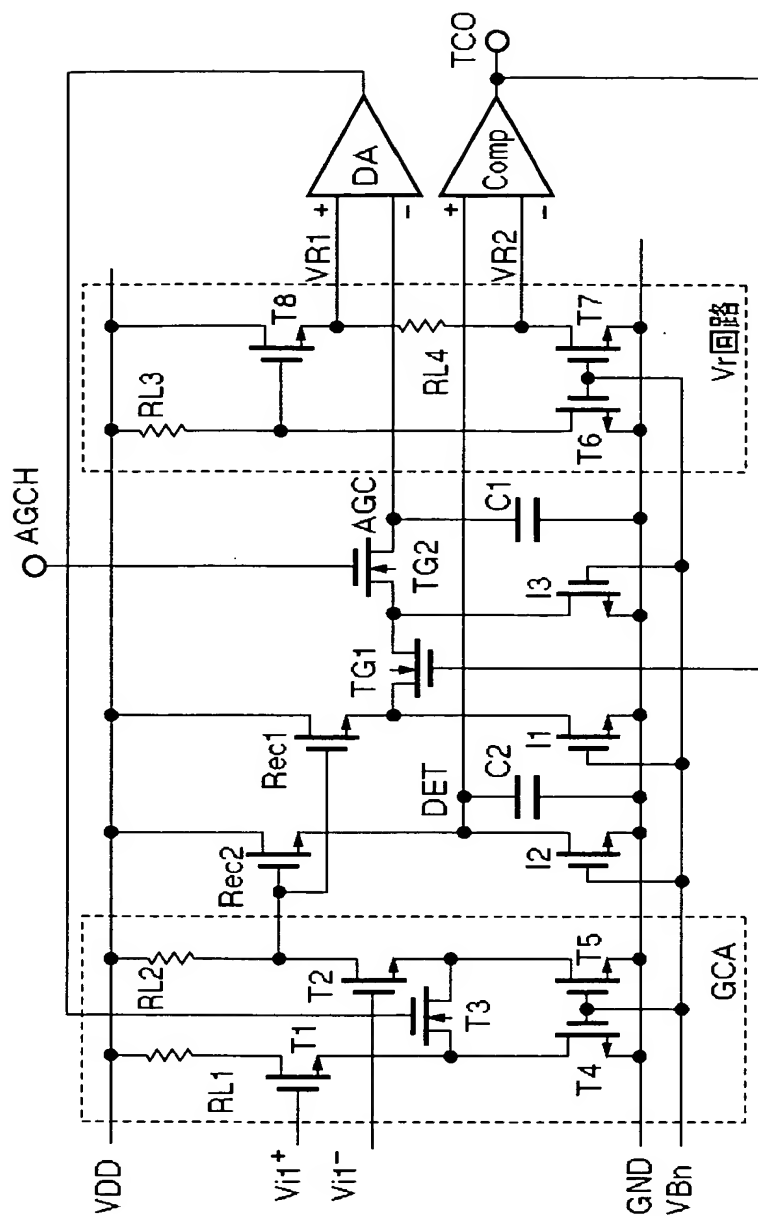 AGCH
VDD
Vi1+
Vi1-
GND
VBn
RL1
RL2
T1
T2
T3
T4
T5
GCA
Rec2
Rec1
DET
C2
I2
I1
TG1
TG2
AGC
I3
C1
RL3
T8
RL4
T6
T7
Vr回路
VR1
VR2
+
DA
-
+
Comp
-
TCO